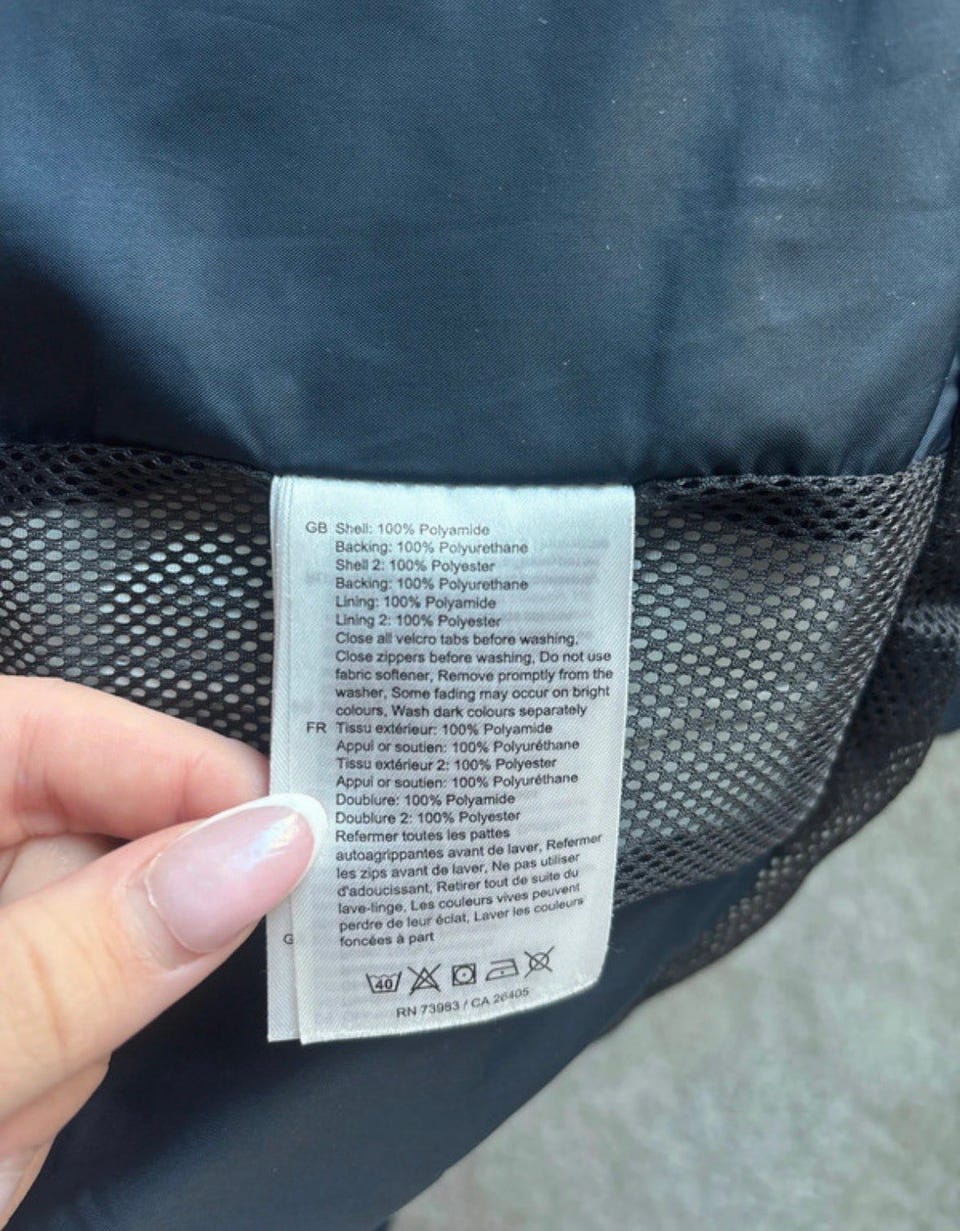 GB Shell: 100% Polyamide
Backing: 100% Polyurethane
Shell 2: 100% Polyester
Backing: 100% Polyurethane
Lining: 100% Polyamide
Lining 2: 100% Polyester
Close all velcro tabs before washing,
Close zippers before washing, Do not use
fabric softener, Remove promptly from the
washer, Some fading may occur on bright
colours, Wash dark colours separately
FR Tissu extérieur: 100% Polyamide
Appui or soutien: 100% Polyuréthane
Tissu extérieur 2: 100% Polyester
Appui or soutien: 100% Polyuréthane
Doublure: 100% Polyamide
Doublure 2: 100% Polyester
Refermer toutes les pattes
autoagrippantes avant de laver, Refermer
les zips avant de laver, Ne pas utiliser
d'adoucissant, Retirer tout de suite du
lave-linge, Les couleurs vives peuvent
perdre de leur éclat, Laver les couleurs
foncées à part
G
40
RN 73983 / CA 26405